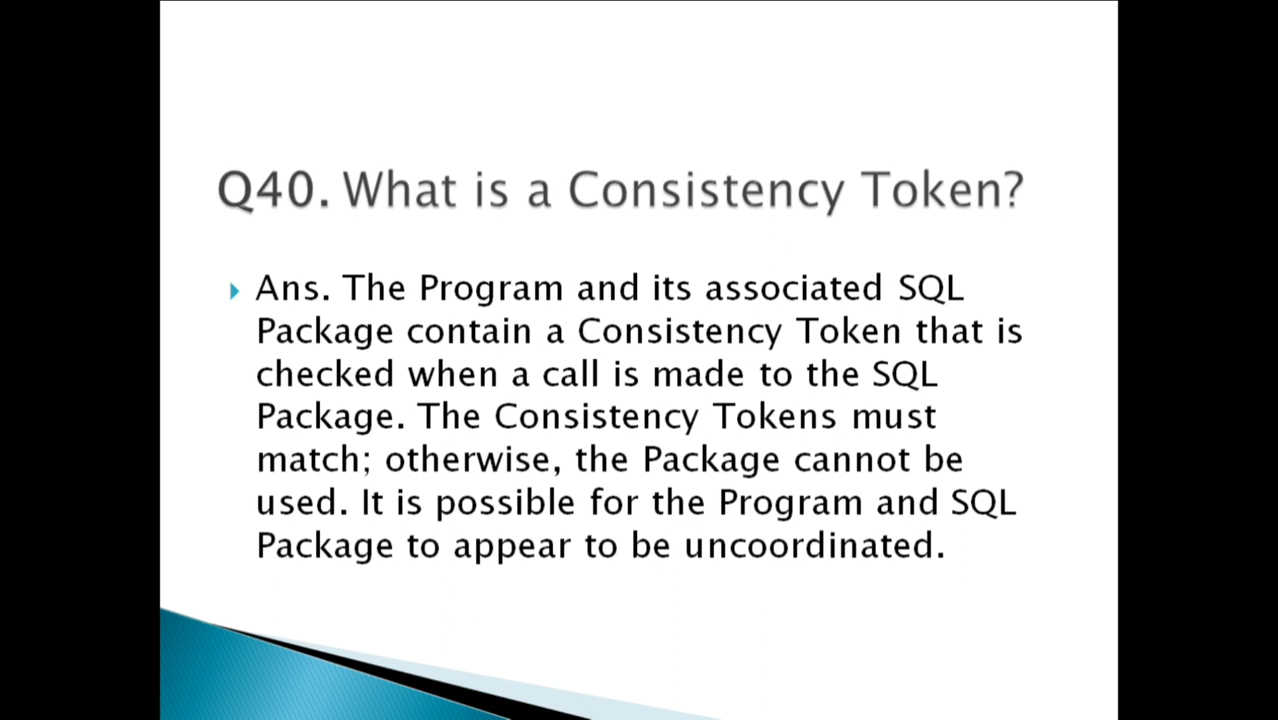 Q40. What is a Consistency Token?
Ans. The Program and its associated SQL
Package contain a Consistency Token that is
checked when a call is made to the SQL
Package. The Consistency Tokens must
match; otherwise, the Package cannot be
used. It is possible for the Program and SQL
Package to appear to be uncoordinated.